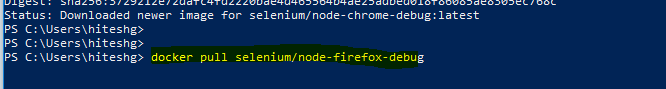 Status: Downloaded newer image for selenium/node-chrome-debug:latest
PS C:\Users\hiteshg>
PS C:\Users\hiteshg>
PS C:\Users\hiteshg> docker pull selenium/node-firefox-debug